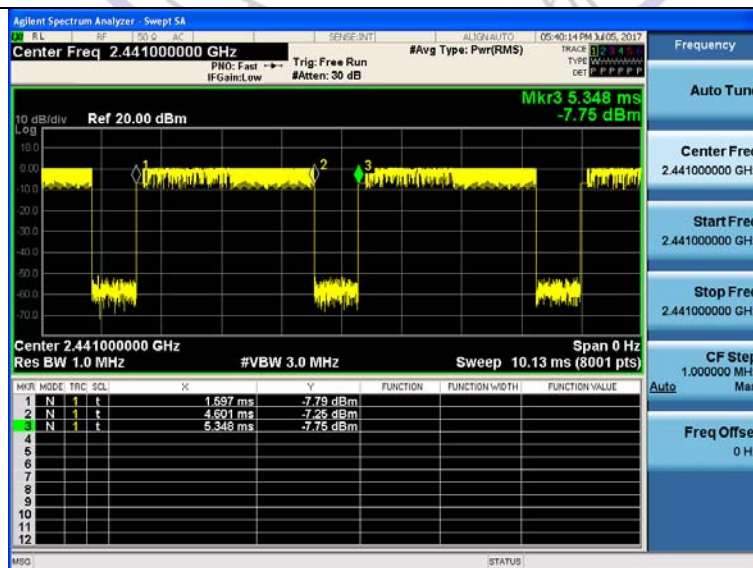 Agilent Spectrum Analyzer - Swept SA
RL RF 50 Ω AC SENSE:INT ALIGNAUTO 05:40:14 PM Jul 05, 2017
Center Freq 2.441000000 GHz #Avg Type: Pwr(RMS) TRACE 1 2 3 4 5 6
PNO: Fast Trig: Free Run TYPE
IFGain:Low #Atten: 30 dB DET P P P P P P
Frequency
Mkr3 5.348 ms
10 dB/div Ref 20.00 dBm -7.75 dBm
Log
10.0
0.00
-10.0
-20.0
-30.0
-40.0
-50.0
-60.0
-70.0
1 2 3
Center 2.441000000 GHz Span 0 Hz
Res BW 1.0 MHz #VBW 3.0 MHz Sweep 10.13 ms (8001 pts)
MKR MODE TRC SCL X Y FUNCTION FUNCTION WIDTH FUNCTION VALUE
1 N 1 t 1.597 ms -7.79 dBm
2 N 1 t 4.601 ms -7.25 dBm
3 N 1 t 5.348 ms -7.75 dBm
4
5
6
7
8
9
10
11
12
MSG STATUS
Auto Tun
Center Fre
2.441000000 GH
Start Fre
2.441000000 GH
Stop Fre
2.441000000 GH
CF Step
1.000000 MH
Auto Ma
Freq Offse
0 H